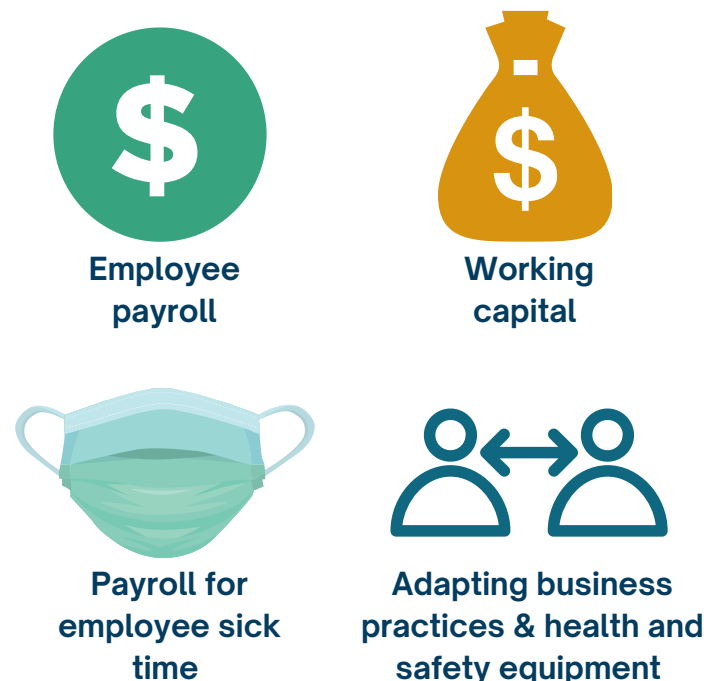 $
$
Employee
payroll
Working
capital
Payroll for
employee sick
time
Adapting business
practices & health and
safety equipment